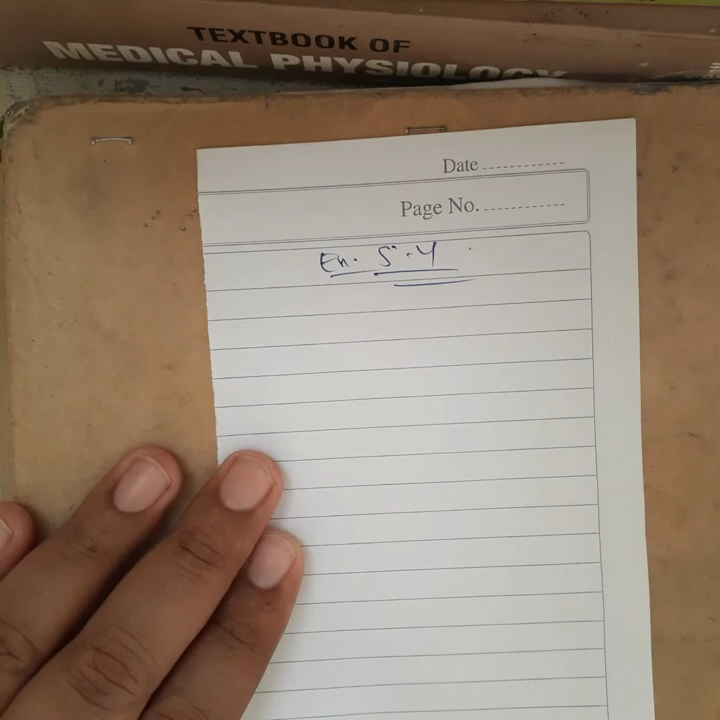 TEXTBOOK OF
MEDICAL PHYSIOLOGY
Date
Page No.
Ex. 5.4